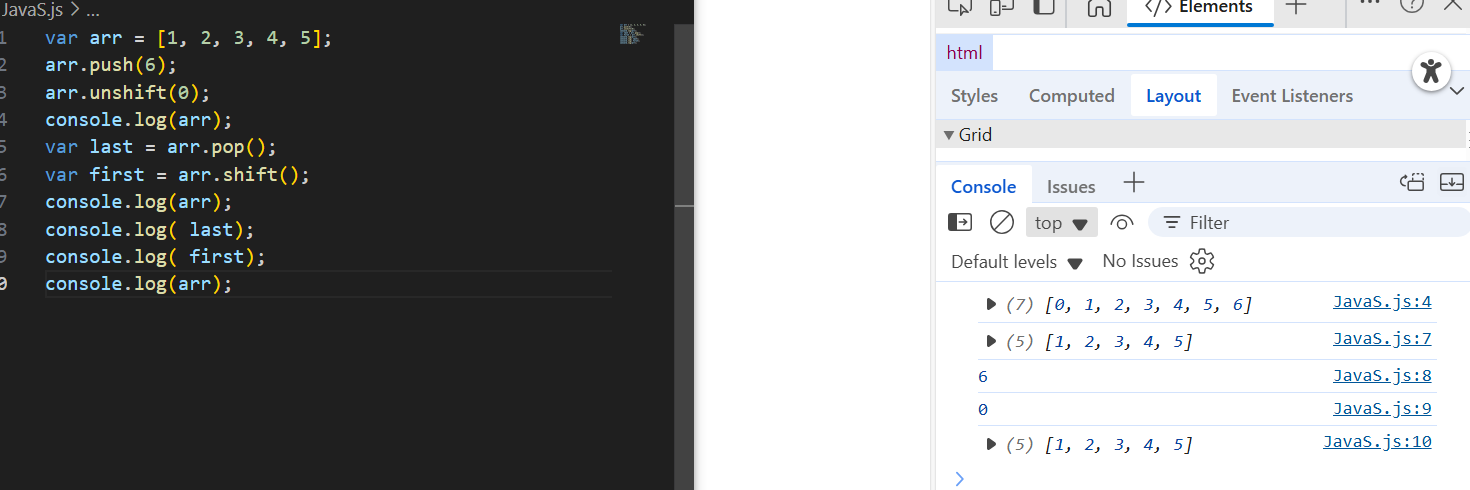 JavaS.js > ...
1 var arr = [1, 2, 3, 4, 5];
2 arr.push(6);
3 arr.unshift(0);
4 console.log(arr);
5 var last = arr.pop();
6 var first = arr.shift();
7 console.log(arr);
8 console.log( last);
9 console.log( first);
0 console.log(arr);
</> Elements
html
Styles Computed Layout Event Listeners
Grid
Console Issues
top Filter
Default levels No Issues
(7) [0, 1, 2, 3, 4, 5, 6] JavaS.js:4
(5) [1, 2, 3, 4, 5] JavaS.js:7
6 JavaS.js:8
0 JavaS.js:9
(5) [1, 2, 3, 4, 5] JavaS.js:10
>